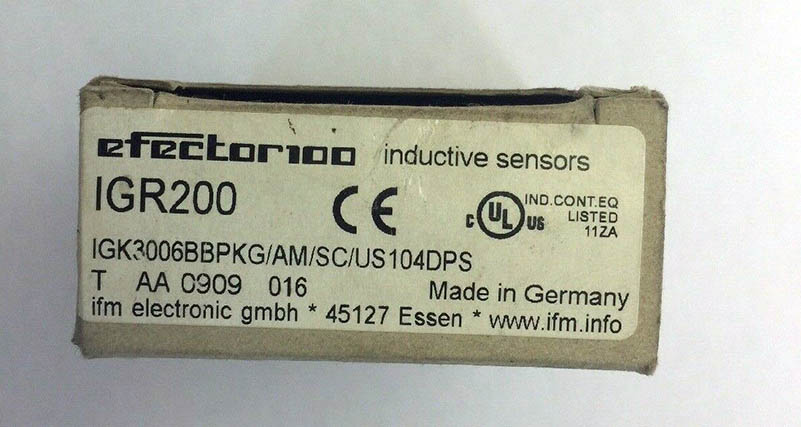 efector100 inductive sensors
IGR200 CE
c UL us IND.CONT.EQ
LISTED
11ZA
IGK3006BBPKG/AM/SC/US104DPS
T AA 0909 016 Made in Germany
ifm electronic gmbh * 45127 Essen * www.ifm.info